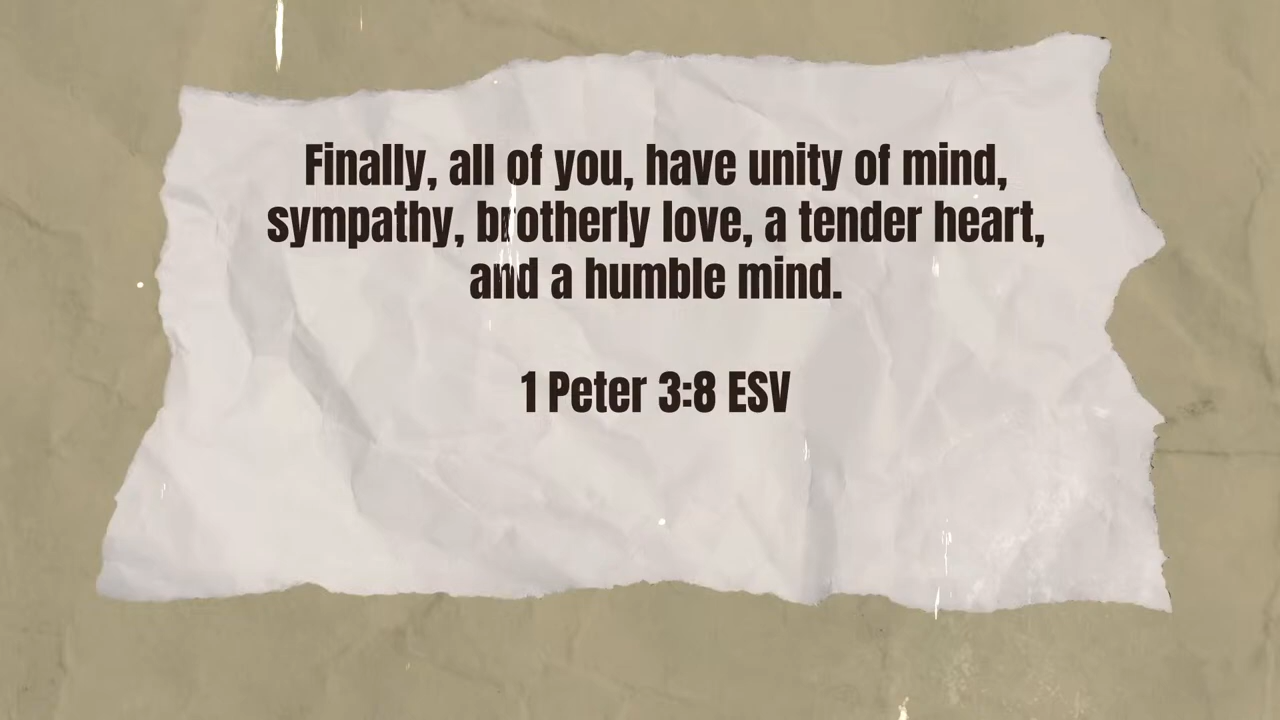 Finally, all of you, have unity of mind,
sympathy, brotherly love, a tender heart,
and a humble mind.
1 Peter 3:8 ESV